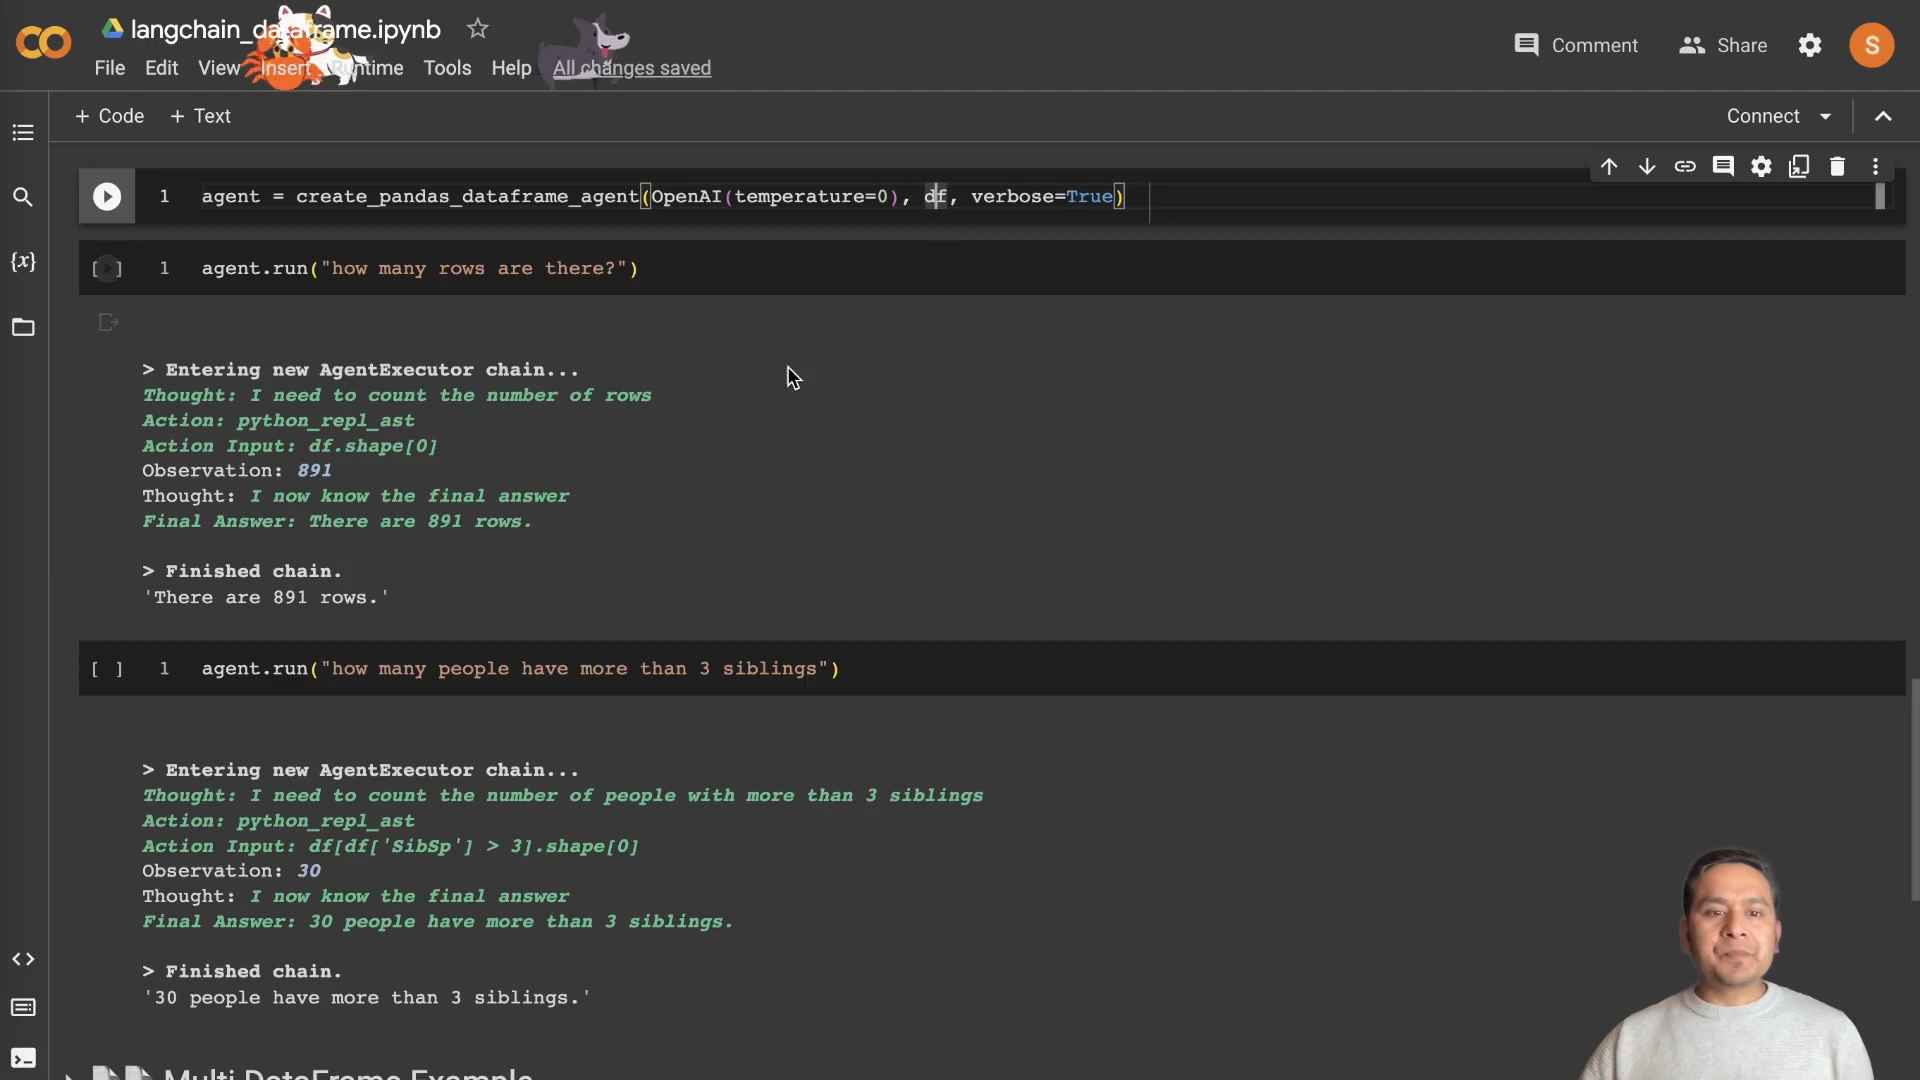 langchain_dataframe.ipynb
File Edit View Insert Runtime Tools Help All changes saved
Comment Share S
+ Code + Text
Connect
1 agent = create_pandas_dataframe_agent(OpenAI(temperature=0), df, verbose=True)
[ ] 1 agent.run("how many rows are there?")
> Entering new AgentExecutor chain...
Thought: I need to count the number of rows
Action: python_repl_ast
Action Input: df.shape[0]
Observation: 891
Thought: I now know the final answer
Final Answer: There are 891 rows.
> Finished chain.
'There are 891 rows.'
[ ] 1 agent.run("how many people have more than 3 siblings")
> Entering new AgentExecutor chain...
Thought: I need to count the number of people with more than 3 siblings
Action: python_repl_ast
Action Input: df[df['SibSp'] > 3].shape[0]
Observation: 30
Thought: I now know the final answer
Final Answer: 30 people have more than 3 siblings.
> Finished chain.
'30 people have more than 3 siblings.'
Multi DataFrame Example